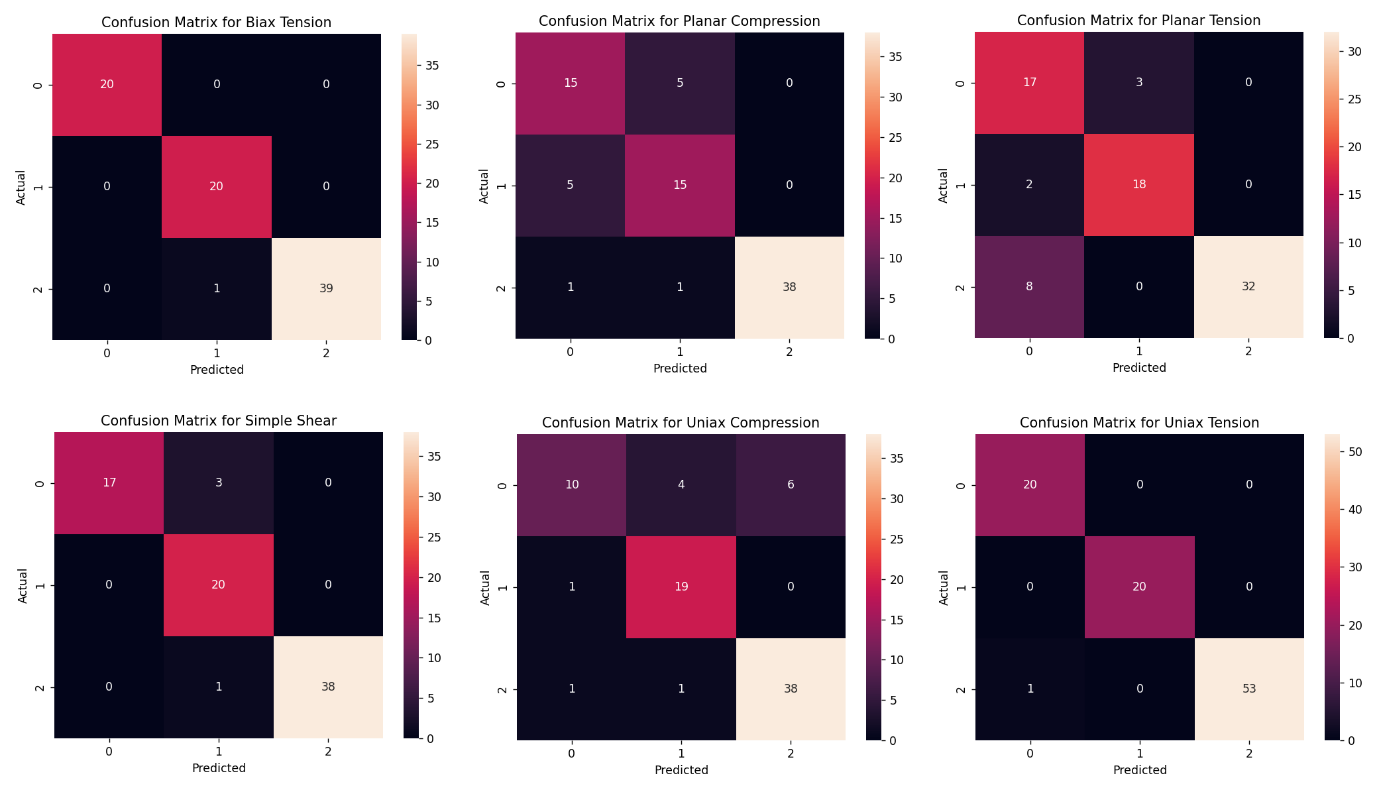 Confusion Matrix for Biax Tension
0
1
2
Actual
20 0 0
0 20 0
0 1 39
0 1 2
Predicted
35
30
25
20
15
10
5
0
Confusion Matrix for Planar Compression
0
1
2
Actual
15 5 0
5 15 0
1 1 38
0 1 2
Predicted
35
30
25
20
15
10
5
0
Confusion Matrix for Planar Tension
0
1
2
Actual
17 3 0
2 18 0
8 0 32
0 1 2
Predicted
30
25
20
15
10
5
0
Confusion Matrix for Simple Shear
0
1
2
Actual
17 3 0
0 20 0
0 1 38
0 1 2
Predicted
35
30
25
20
15
10
5
0
Confusion Matrix for Uniax Compression
0
1
2
Actual
10 4 6
1 19 0
1 1 38
0 1 2
Predicted
35
30
25
20
15
10
5
0
Confusion Matrix for Uniax Tension
0
1
2
Actual
20 0 0
0 20 0
1 0 53
0 1 2
Predicted
50
40
30
20
10
0